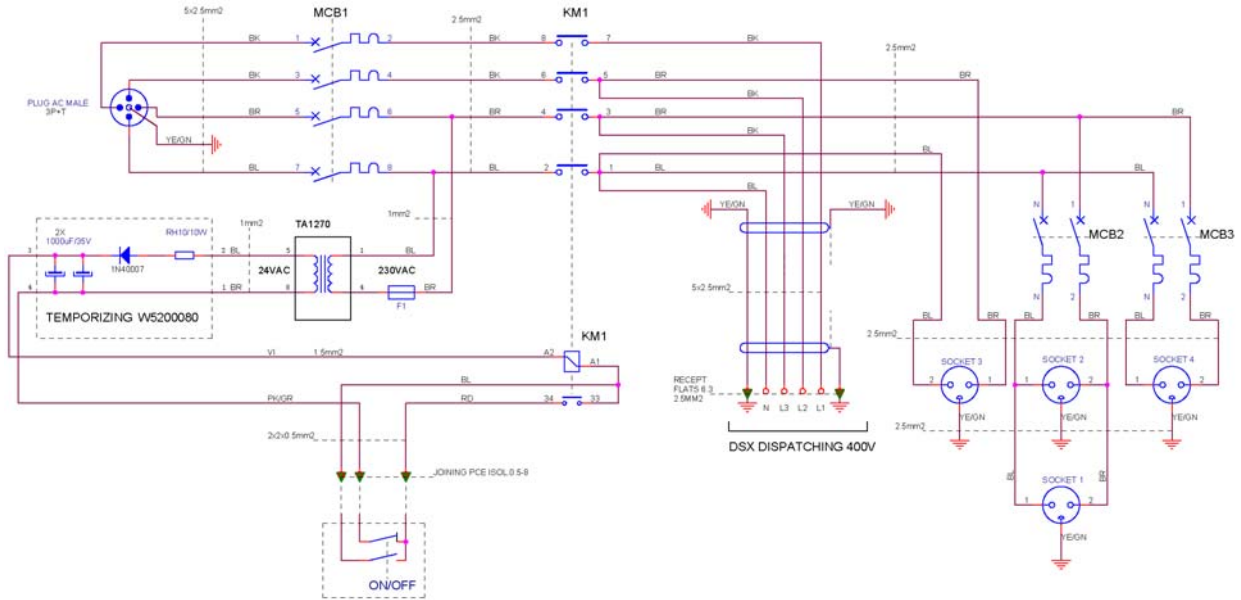 5x2.5mm2
MCB1
2.5mm2
KM1
BK
1
2
BK
8
7
2.5mm2
BK
3
4
BK
6
5
BR
BR
PLUG AC MALE
3P+T
BR
5
6
BR
4
BK
3
BR
YE/GN
BK
BL
7
8
BL
2
1
BL
BL
BL
BL
YE/GN
YE/GN
N
1
N
1
2X
1000uF/35V
RH10/10W
1mm2
TA1270
1mm2
MCB2
MCB3
3
1N40007
2
BL
5
1
BL
24VAC
230VAC
4
1
BR
8
4
BR
F1
5x2.5mm2
N
2
N
2
TEMPORIZING W5200080
BL
BR
BL
BR
BL
BR
KM1
2.5mm2
VI
1.5mm2
A2
A1
SOCKET 3
SOCKET 2
SOCKET 4
BL
RECEPT
FLATS 6.3
2.5MM2
2
1
1
2
1
2
PK/GR
RD
34
33
N
L3
L2
L1
YE/GN
YE/GN
YE/GN
2x2x0.5mm2
2.5mm2
DSX DISPATCHING 400V
JOINING PCE ISOL.0.5-8
BL
BR
SOCKET 1
1
2
YE/GN
ON/OFF